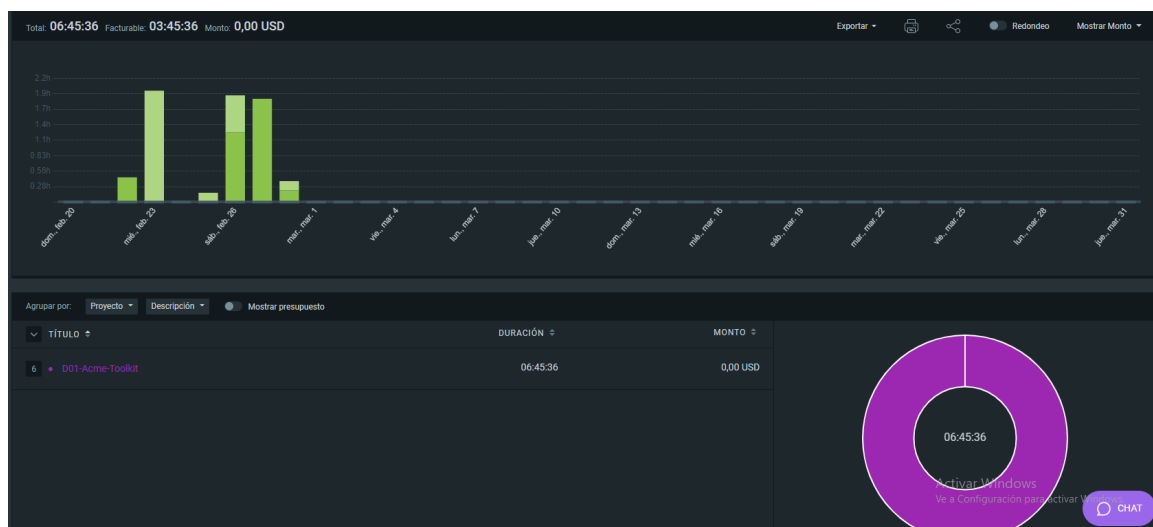 Total: 06:45:36 Facturable: 03:45:36 Monto: 0,00 USD Exportar Redondeo Mostrar Monto
2.2h
1.9h
1.7h
1.4h
1.1h
0.83h
0.56h
0.28h
dom., feb. 20 mié., feb. 23 sáb., feb. 26 mar., mar. 1 vie., mar. 4 lun., mar. 7 jue., mar. 10 dom., mar. 13 mié., mar. 16 sáb., mar. 19 mar., mar. 22 vie., mar. 25 lun., mar. 28 jue., mar. 31
Agrupar por: Proyecto Descripción Mostrar presupuesto
TÍTULO DURACIÓN MONTO
6 D01-Acme-Toolkit 06:45:36 0,00 USD
06:45:36
Activar Windows
Ve a Configuración para activar Windows.
CHAT